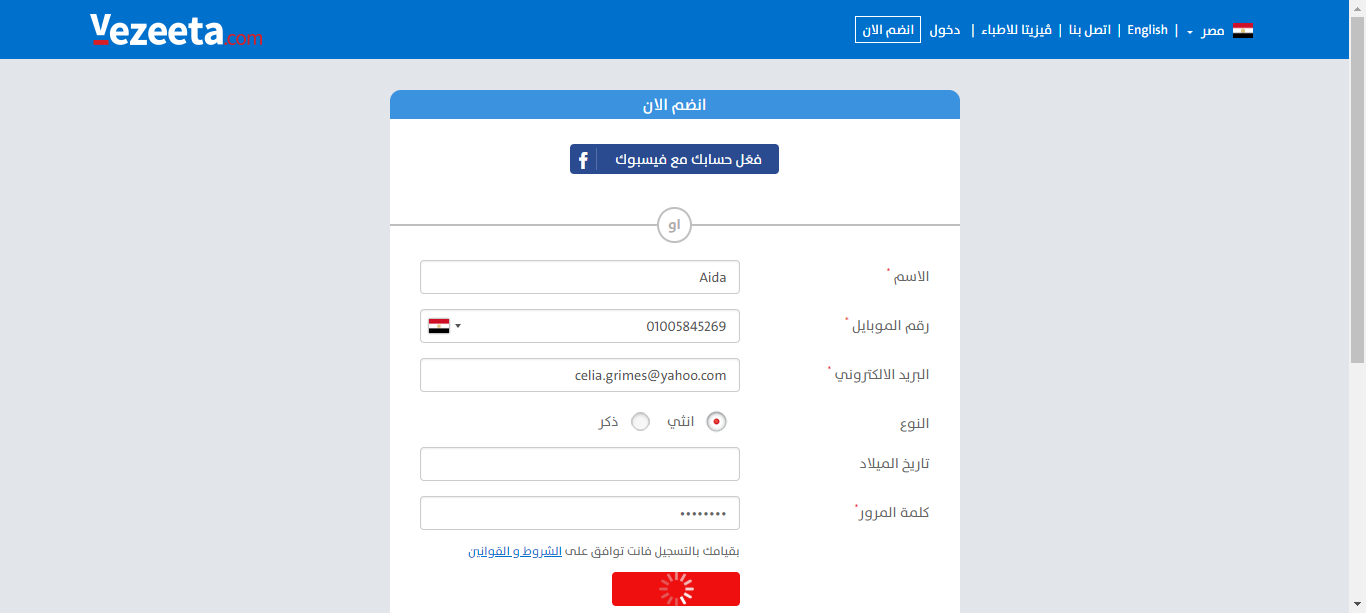 Vezeeta.com
مصر | English | اتصل بنا | ڤيزيتا للاطباء | دخول انضم الان
انضم الان
فعّل حسابك مع فيسبوك
او
الاسم * Aida
رقم الموبايل * 01005845269
البريد الالكتروني * celia.grimes@yahoo.com
النوع انثي ذكر
تاريخ الميلاد
كلمة المرور* ••••••••
بقيامك بالتسجيل فانت توافق على الشروط و القوانين